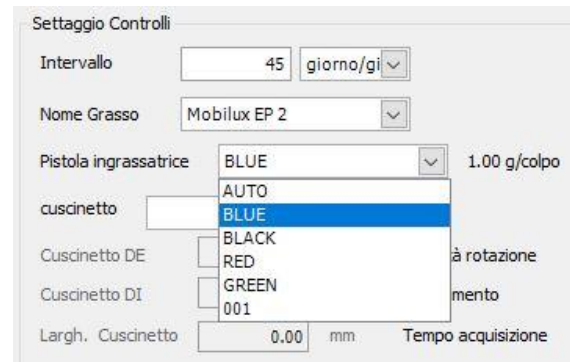 Settaggio Controlli
Intervallo 45 giorno/gi
Nome Grasso Mobilux EP 2
Pistola ingrassatrice BLUE 1.00 g/colpo
AUTO
cuscinetto BLUE
BLACK
Cuscinetto DE RED à rotazione
GREEN
Cuscinetto DI mento
001
Largh. Cuscinetto 0.00 mm Tempo acquisizione